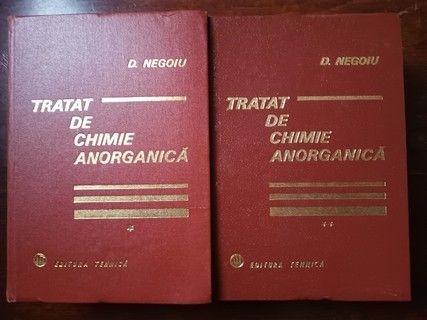 D. NEGOIU
TRATAT
DE
CHIMIE
ANORGANICĂ
*
EDITURA TEHNICĂ
D. NEGOIU
TRATAT
DE
CHIMIE
ANORGANICĂ
**
EDITURA TEHNICĂ